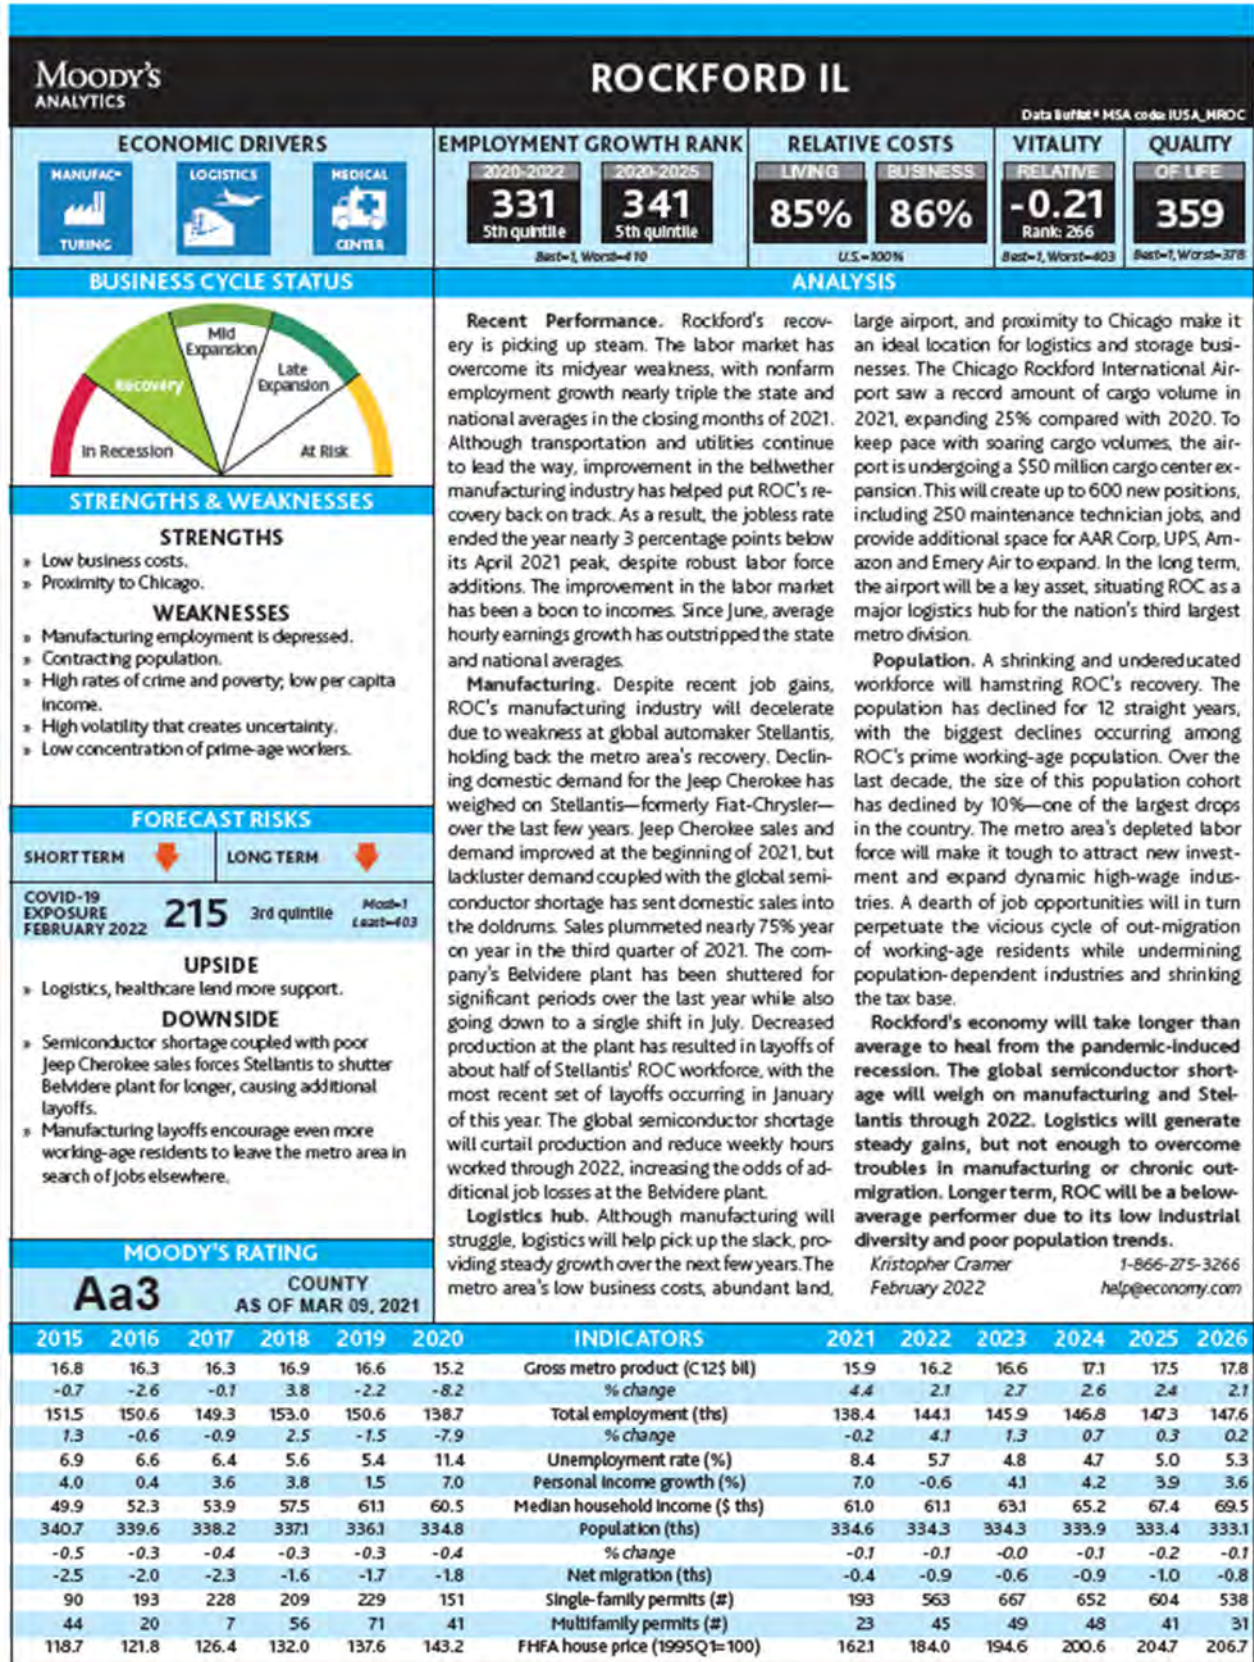 MOODY'S
ANALYTICS
ROCKFORD IL
Data Buffet® MSA code: IUSA_MROC
ECONOMIC DRIVERS
MANUFAC-
TURING
LOGISTICS
MEDICAL
CENTER
EMPLOYMENT GROWTH RANK
2020-2022
331
5th quintile
2020-2025
341
5th quintile
Best=1, Worst=410
RELATIVE COSTS
LIVING
85%
BUSINESS
86%
U.S.=100%
VITALITY
RELATIVE
-0.21
Rank: 266
Best=1, Worst=403
QUALITY
OF LIFE
359
Best=1, Worst=378
BUSINESS CYCLE STATUS
In Recession
Recovery
Mid
Expansion
Late
Expansion
At Risk
STRENGTHS & WEAKNESSES
STRENGTHS
» Low business costs.
» Proximity to Chicago.
WEAKNESSES
» Manufacturing employment is depressed.
» Contracting population.
» High rates of crime and poverty; low per capita
income.
» High volatility that creates uncertainty.
» Low concentration of prime-age workers.
FORECAST RISKS
SHORT TERM
LONG TERM
COVID-19
EXPOSURE
FEBRUARY 2022
215
3rd quintile
Most=1
Least=403
UPSIDE
» Logistics, healthcare lend more support.
DOWNSIDE
» Semiconductor shortage coupled with poor
Jeep Cherokee sales forces Stellantis to shutter
Belvidere plant for longer, causing additional
layoffs.
» Manufacturing layoffs encourage even more
working-age residents to leave the metro area in
search of jobs elsewhere.
MOODY'S RATING
Aa3
COUNTY
AS OF MAR 09, 2021
ANALYSIS
Recent Performance. Rockford's recov-
ery is picking up steam. The labor market has
overcome its midyear weakness, with nonfarm
employment growth nearly triple the state and
national averages in the closing months of 2021.
Although transportation and utilities continue
to lead the way, improvement in the bellwether
manufacturing industry has helped put ROC's re-
covery back on track. As a result, the jobless rate
ended the year nearly 3 percentage points below
its April 2021 peak, despite robust labor force
additions. The improvement in the labor market
has been a boon to incomes. Since June, average
hourly earnings growth has outstripped the state
and national averages.
Manufacturing. Despite recent job gains,
ROC's manufacturing industry will decelerate
due to weakness at global automaker Stellantis,
holding back the metro area's recovery. Declin-
ing domestic demand for the Jeep Cherokee has
weighed on Stellantis—formerly Fiat-Chrysler—
over the last few years. Jeep Cherokee sales and
demand improved at the beginning of 2021, but
lackluster demand coupled with the global semi-
conductor shortage has sent domestic sales into
the doldrums. Sales plummeted nearly 75% year
on year in the third quarter of 2021. The com-
pany's Belvidere plant has been shuttered for
significant periods over the last year while also
going down to a single shift in July. Decreased
production at the plant has resulted in layoffs of
about half of Stellantis' ROC workforce, with the
most recent set of layoffs occurring in January
of this year. The global semiconductor shortage
will curtail production and reduce weekly hours
worked through 2022, increasing the odds of ad-
ditional job losses at the Belvidere plant.
Logistics hub. Although manufacturing will
struggle, logistics will help pick up the slack, pro-
viding steady growth over the next few years. The
metro area's low business costs, abundant land,
large airport, and proximity to Chicago make it
an ideal location for logistics and storage busi-
nesses. The Chicago Rockford International Air-
port saw a record amount of cargo volume in
2021, expanding 25% compared with 2020. To
keep pace with soaring cargo volumes, the air-
port is undergoing a $50 million cargo center ex-
pansion. This will create up to 600 new positions,
including 250 maintenance technician jobs, and
provide additional space for AAR Corp, UPS, Am-
azon and Emery Air to expand. In the long term,
the airport will be a key asset, situating ROC as a
major logistics hub for the nation's third largest
metro division.
Population. A shrinking and undereducated
workforce will hamstring ROC's recovery. The
population has declined for 12 straight years,
with the biggest declines occurring among
ROC's prime working-age population. Over the
last decade, the size of this population cohort
has declined by 10%—one of the largest drops
in the country. The metro area's depleted labor
force will make it tough to attract new invest-
ment and expand dynamic high-wage indus-
tries. A dearth of job opportunities will in turn
perpetuate the vicious cycle of out-migration
of working-age residents while undermining
population-dependent industries and shrinking
the tax base.
Rockford's economy will take longer than
average to heal from the pandemic-induced
recession. The global semiconductor short-
age will weigh on manufacturing and Stel-
lantis through 2022. Logistics will generate
steady gains, but not enough to overcome
troubles in manufacturing or chronic out-
migration. Longer term, ROC will be a below-
average performer due to its low industrial
diversity and poor population trends.
Kristopher Cramer 1-866-275-3266
February 2022 help@economy.com
2015 2016 2017 2018 2019 2020 INDICATORS 2021 2022 2023 2024 2025 2026
16.8 16.3 16.3 16.9 16.6 15.2 Gross metro product (C12$ bil) 15.9 16.2 16.6 17.1 17.5 17.8
-0.7 -2.6 -0.1 3.8 -2.2 -8.2 % change 4.4 2.1 2.7 2.6 2.4 2.1
151.5 150.6 149.3 153.0 150.6 138.7 Total employment (ths) 138.4 144.1 145.9 146.8 147.3 147.6
1.3 -0.6 -0.9 2.5 -1.5 -7.9 % change -0.2 4.1 1.3 0.7 0.3 0.2
6.9 6.6 6.4 5.6 5.4 11.4 Unemployment rate (%) 8.4 5.7 4.8 4.7 5.0 5.3
4.0 0.4 3.6 3.8 1.5 7.0 Personal income growth (%) 7.0 -0.6 4.1 4.2 3.9 3.6
49.9 52.3 53.9 57.5 61.1 60.5 Median household income ($ ths) 61.0 61.1 63.1 65.2 67.4 69.5
340.7 339.6 338.2 337.1 336.1 334.8 Population (ths) 334.6 334.3 334.3 333.9 333.4 333.1
-0.5 -0.3 -0.4 -0.3 -0.3 -0.4 % change -0.1 -0.1 -0.0 -0.1 -0.2 -0.1
-2.5 -2.0 -2.3 -1.6 -1.7 -1.8 Net migration (ths) -0.4 -0.9 -0.6 -0.9 -1.0 -0.8
90 193 228 209 229 151 Single-family permits (#) 193 563 667 652 604 538
44 20 7 56 71 41 Multifamily permits (#) 23 45 49 48 41 31
118.7 121.8 126.4 132.0 137.6 143.2 FHFA house price (1995Q1=100) 162.1 184.0 194.6 200.6 204.7 206.7